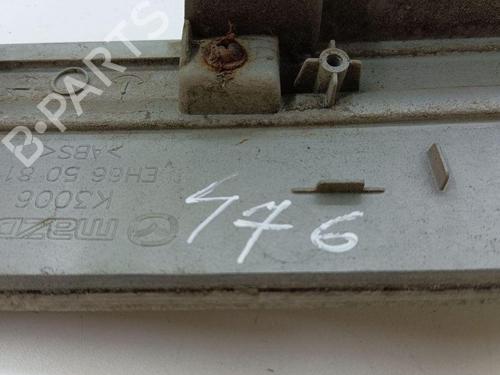 B-PARTS
>ABS<
EH66 50 81
K3006
mazda
476